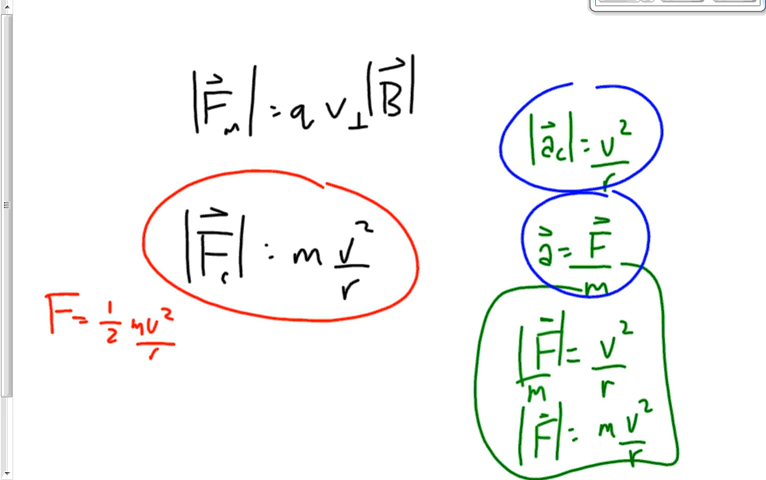 |F⃗ₘ| = q v⊥ |B⃗|
|F⃗c| = m v²/r
F = 1/2 mv²/r
|a⃗c| = v²/r
a⃗ = F⃗/m
|F⃗|/m = v²/r
|F⃗| = m v²/r